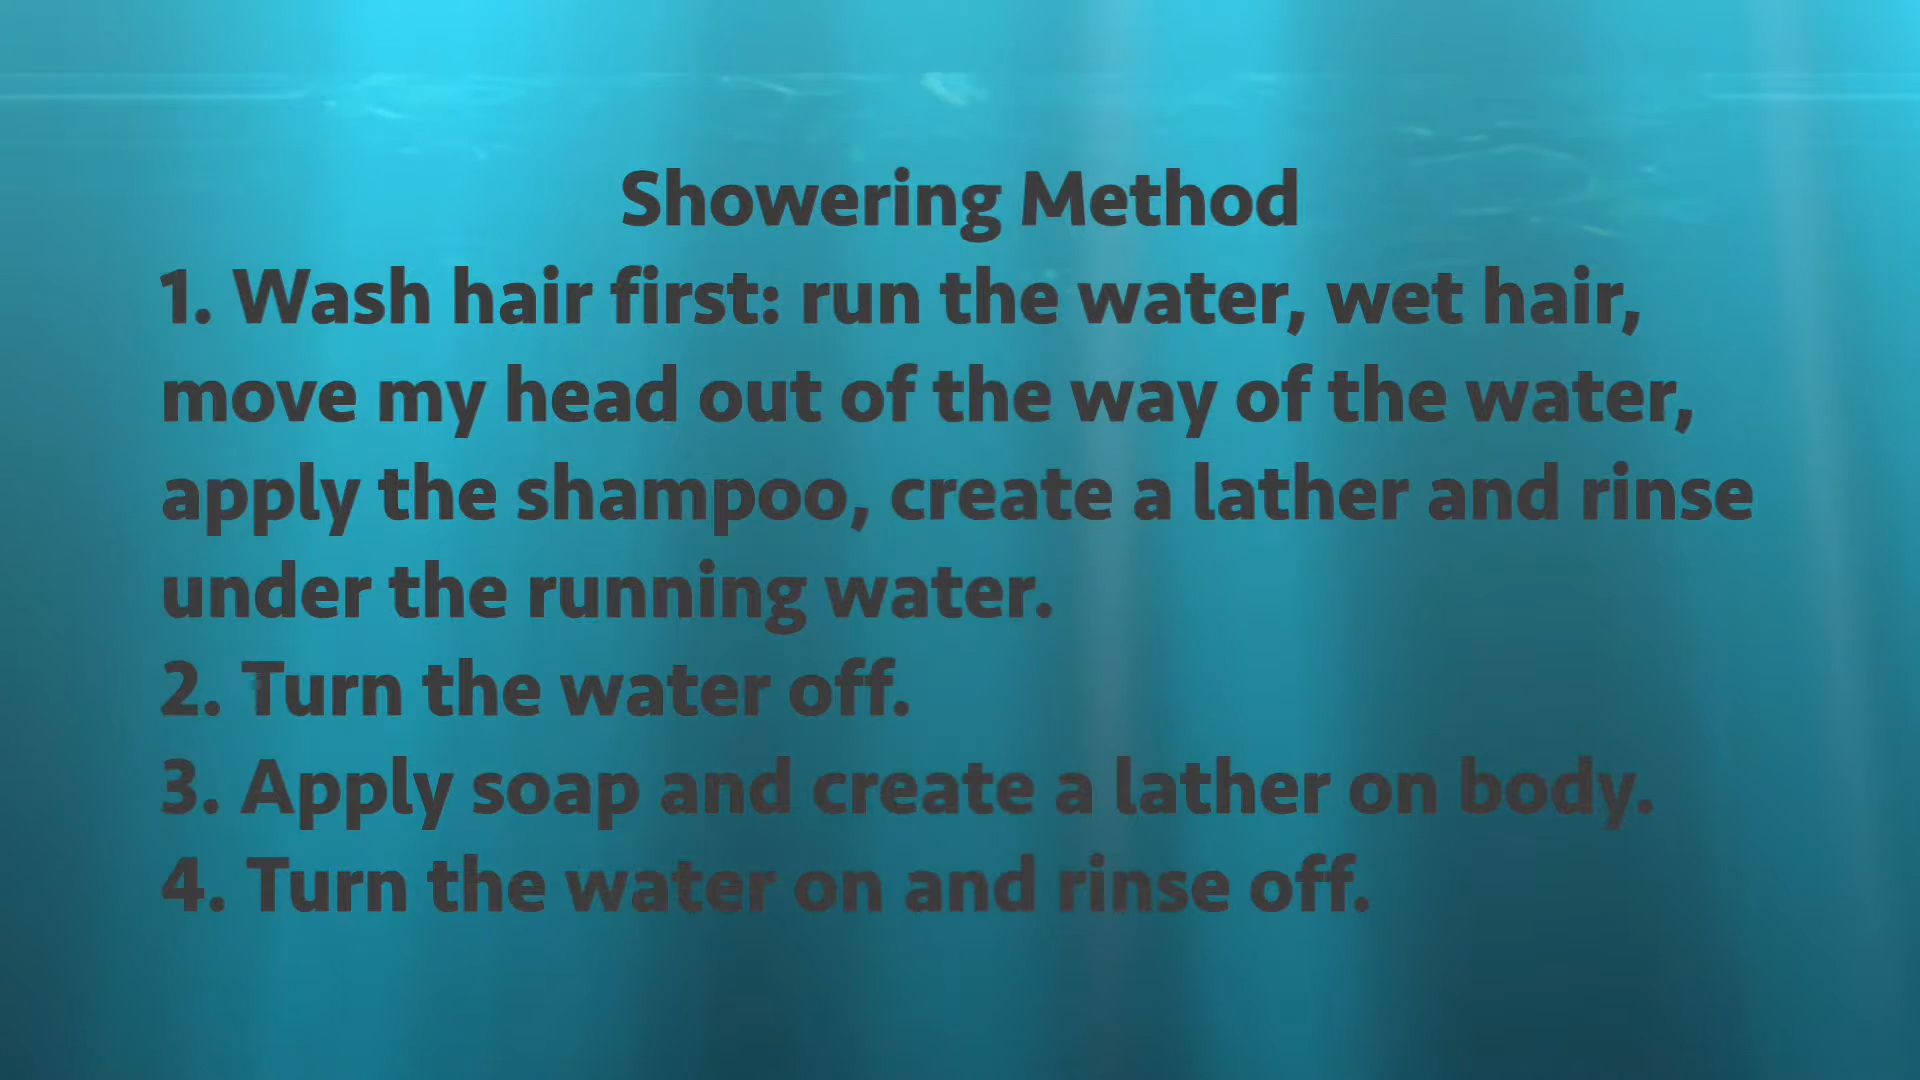 Showering Method
1. Wash hair first: run the water, wet hair,
move my head out of the way of the water,
apply the shampoo, create a lather and rinse
under the running water.
2. Turn the water off.
3. Apply soap and create a lather on body.
4. Turn the water on and rinse off.